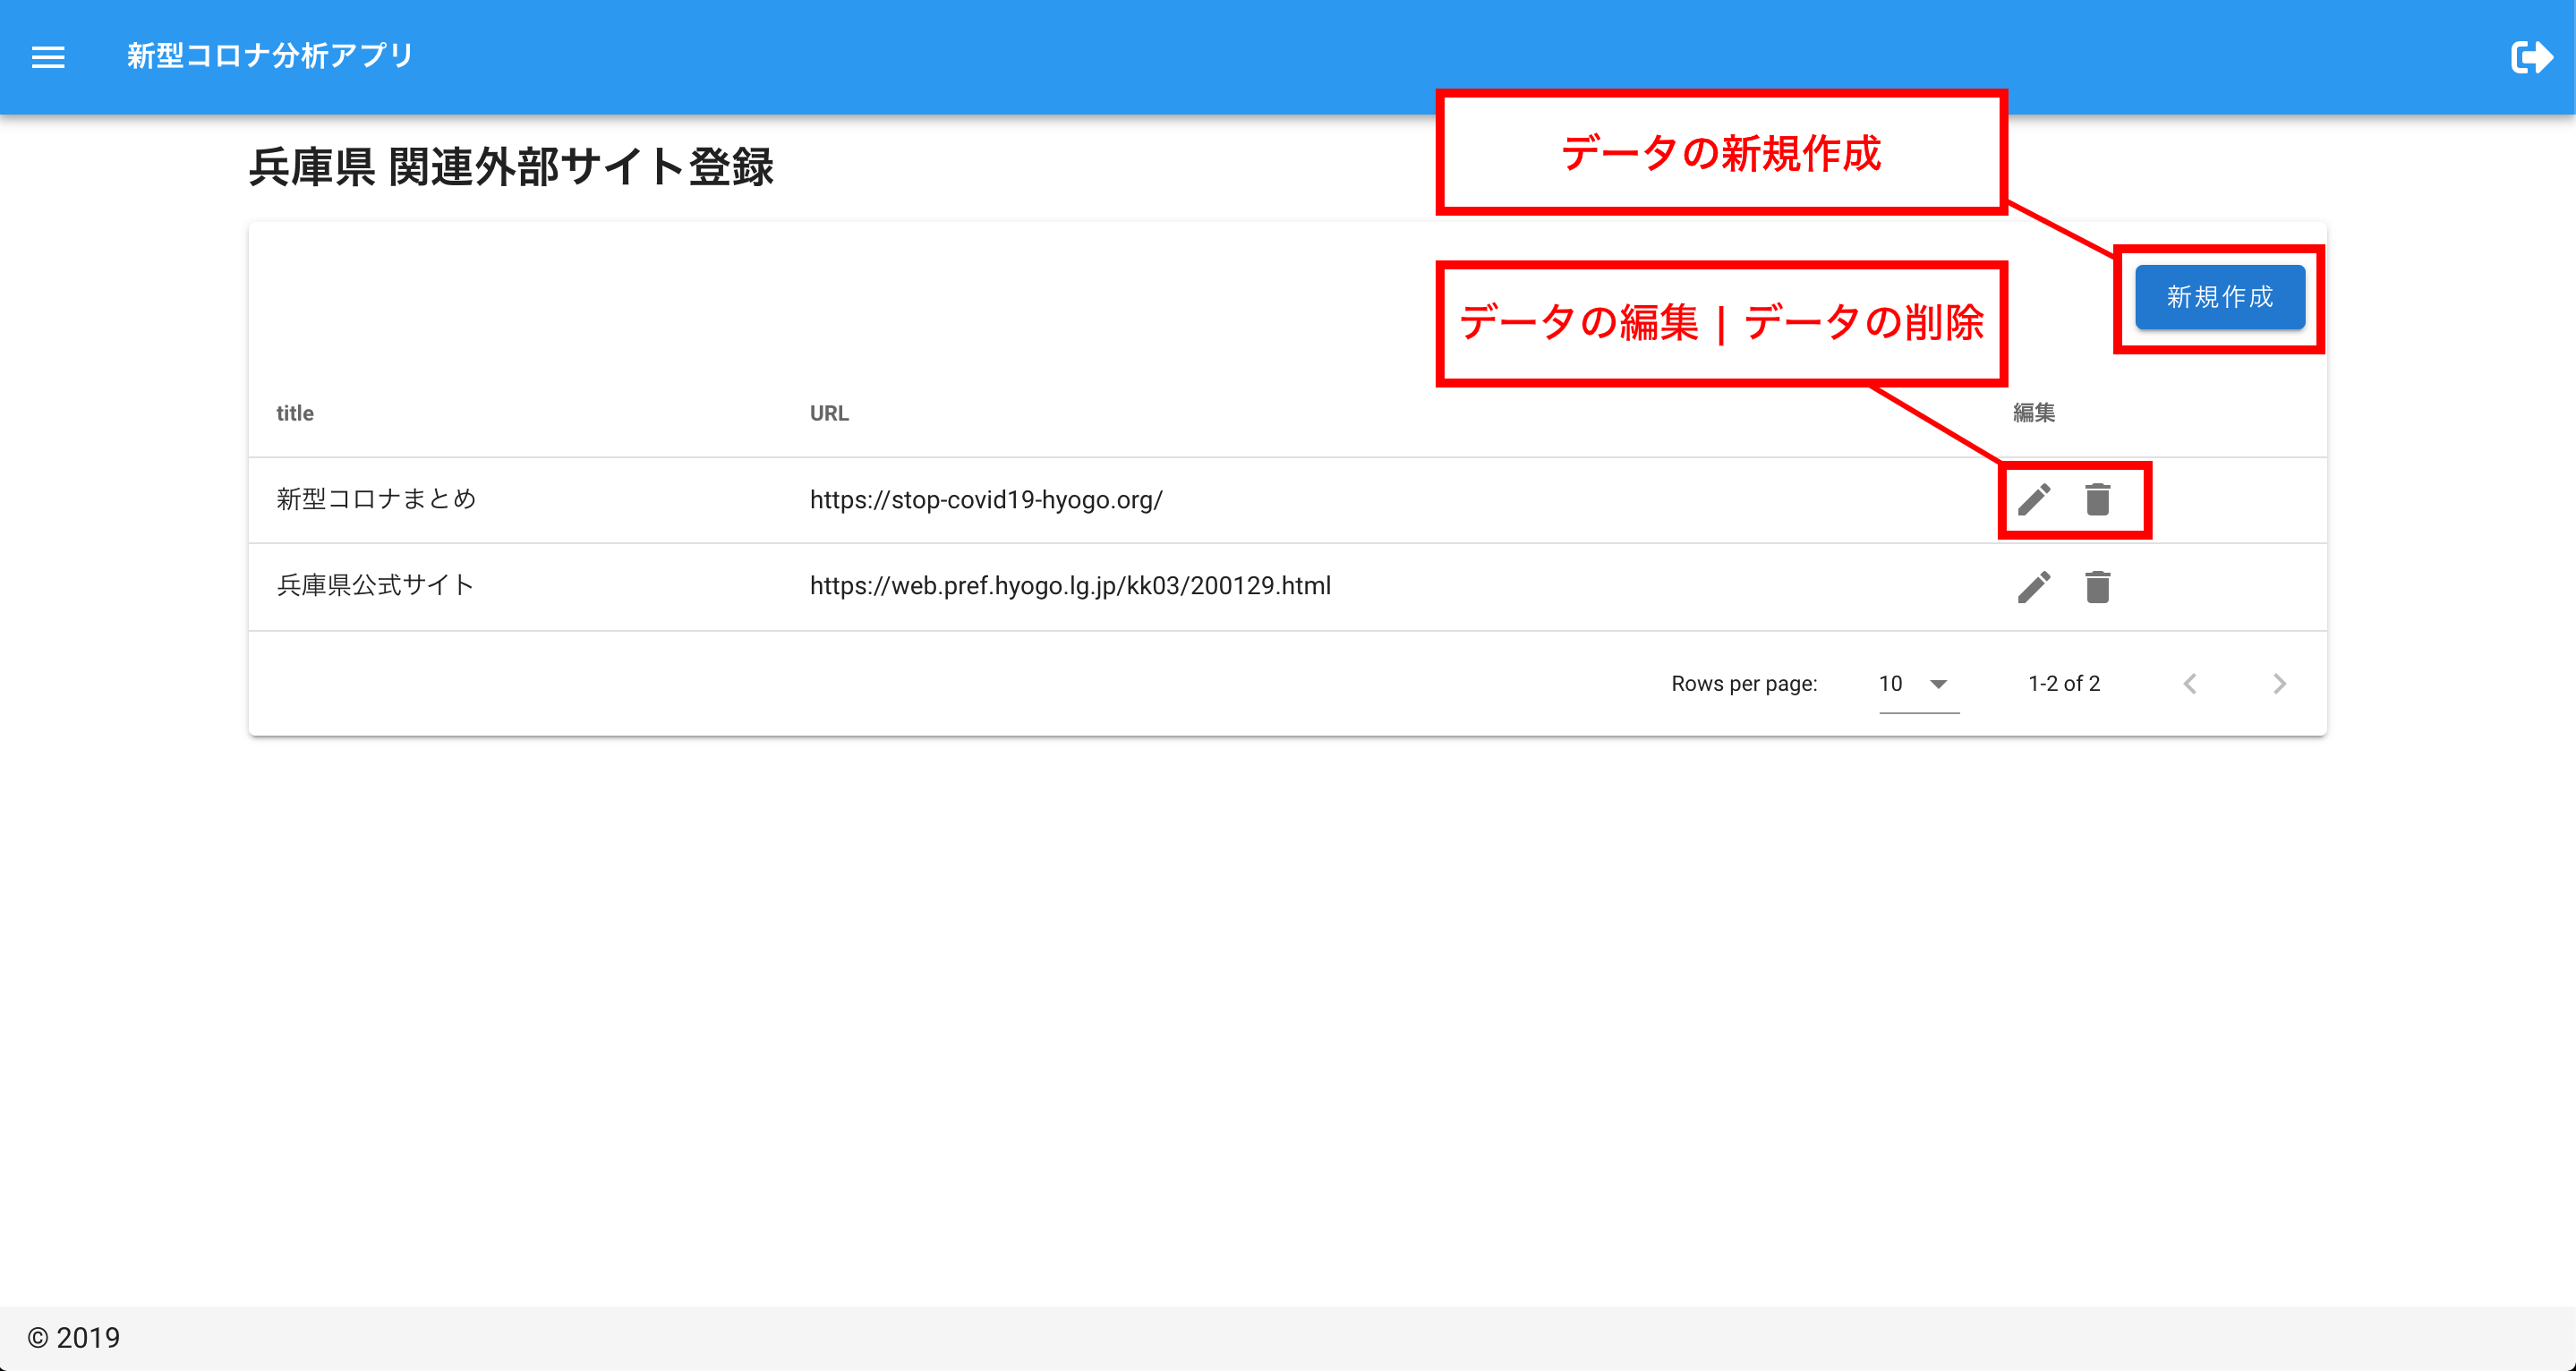 新型コロナ分析アプリ
データの新規作成
兵庫県 関連外部サイト登録
新規作成
データの編集 | データの削除
title URL 編集
新型コロナまとめ https://stop-covid19-hyogo.org/
兵庫県公式サイト https://web.pref.hyogo.lg.jp/kk03/200129.html
Rows per page: 10 1-2 of 2
© 2019